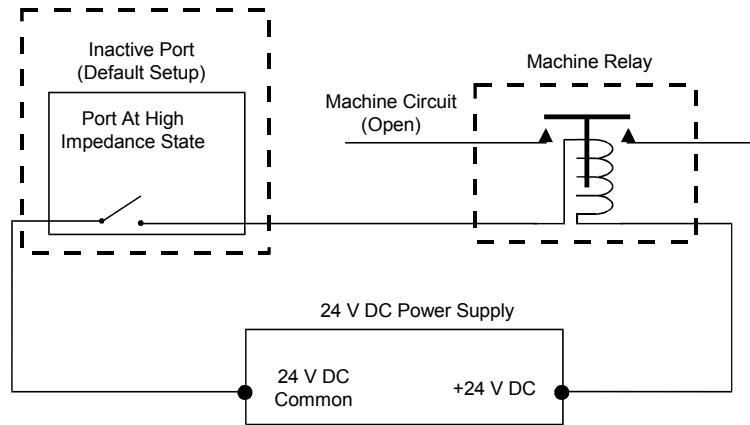 Inactive Port
(Default Setup)
Port At High
Impedance State
Machine Circuit
(Open)
Machine Relay
24 V DC Power Supply
24 V DC
Common
+24 V DC